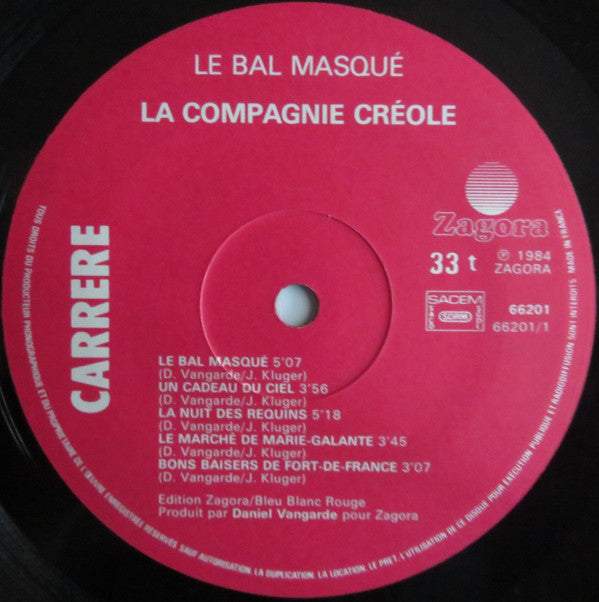 LE BAL MASQUÉ
LA COMPAGNIE CRÉOLE
CARRERE
Zagora
33 t
℗ 1984
ZAGORA
SACEM
SACD
SDRM
SGDL
66201
66201/1
LE BAL MASQUÉ 5'07
(D. Vangarde/J. Kluger)
UN CADEAU DU CIEL 3'56
(D. Vangarde/J. Kluger)
LA NUIT DES REQUINS 5'18
(D. Vangarde/J. Kluger)
LE MARCHÉ DE MARIE-GALANTE 3'45
(D. Vangarde/J. Kluger)
BONS BAISERS DE FORT-DE-FRANCE 3'07
(D. Vangarde/J. Kluger)
Edition Zagora/Bleu Blanc Rouge
Produit par Daniel Vangarde pour Zagora
TOUS DROITS DU PRODUCTEUR PHONOGRAPHIQUE ET DU PROPRIETAIRE DE L'ŒUVRE ENREGISTRÉE RÉSERVÉS SAUF AUTORISATION. LA DUPLICATION. LA LOCATION. LE PRET. L'UTILISATION DE CE DISQUE POUR EXECUTION PUBLIQUE ET RADIODIFFUSION SONT INTERDITS MADE IN FRANCE